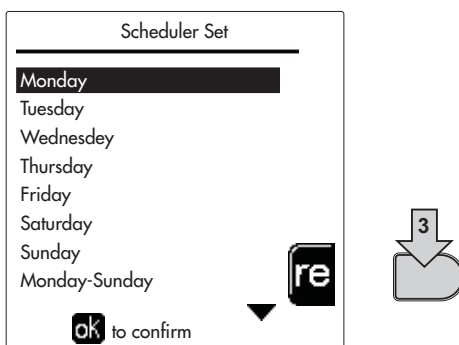 Scheduler Set
Monday
Tuesday
Wednesdey
Thursday
Friday
Saturday
Sunday
Monday-Sunday
re
ok to confirm
3